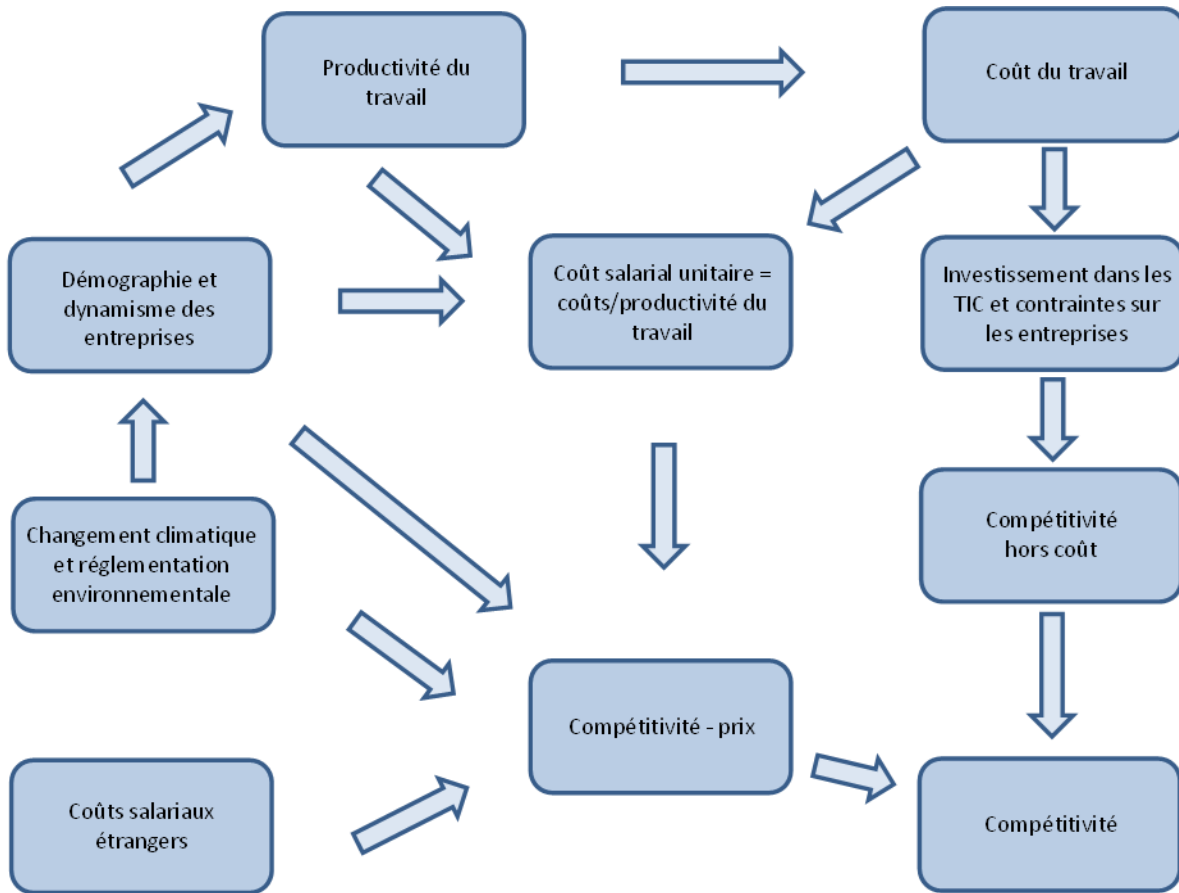 Productivité du
travail
Coût du travail
Démographie et
dynamisme des
entreprises
Coût salarial unitaire =
coûts/productivité du
travail
Investissement dans les
TIC et contraintes sur
les entreprises
Changement climatique
et réglementation
environnementale
Compétitivité
hors coût
Compétitivité - prix
Coûts salariaux
étrangers
Compétitivité